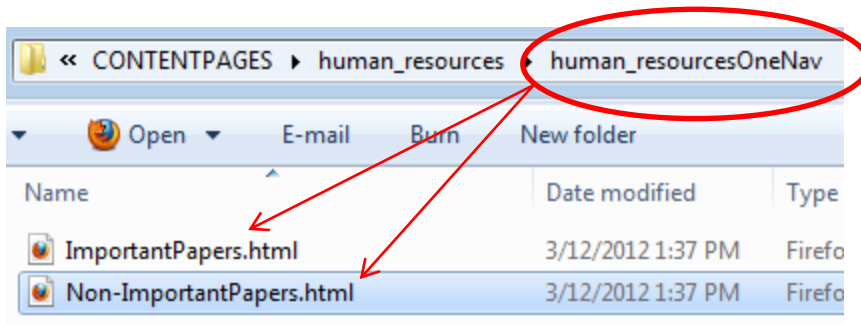 « CONTENTPAGES ▸ human_resources ▸ human_resourcesOneNav
Open E-mail Burn New folder
Name Date modified Type
ImportantPapers.html 3/12/2012 1:37 PM Firefo
Non-ImportantPapers.html 3/12/2012 1:37 PM Firefo